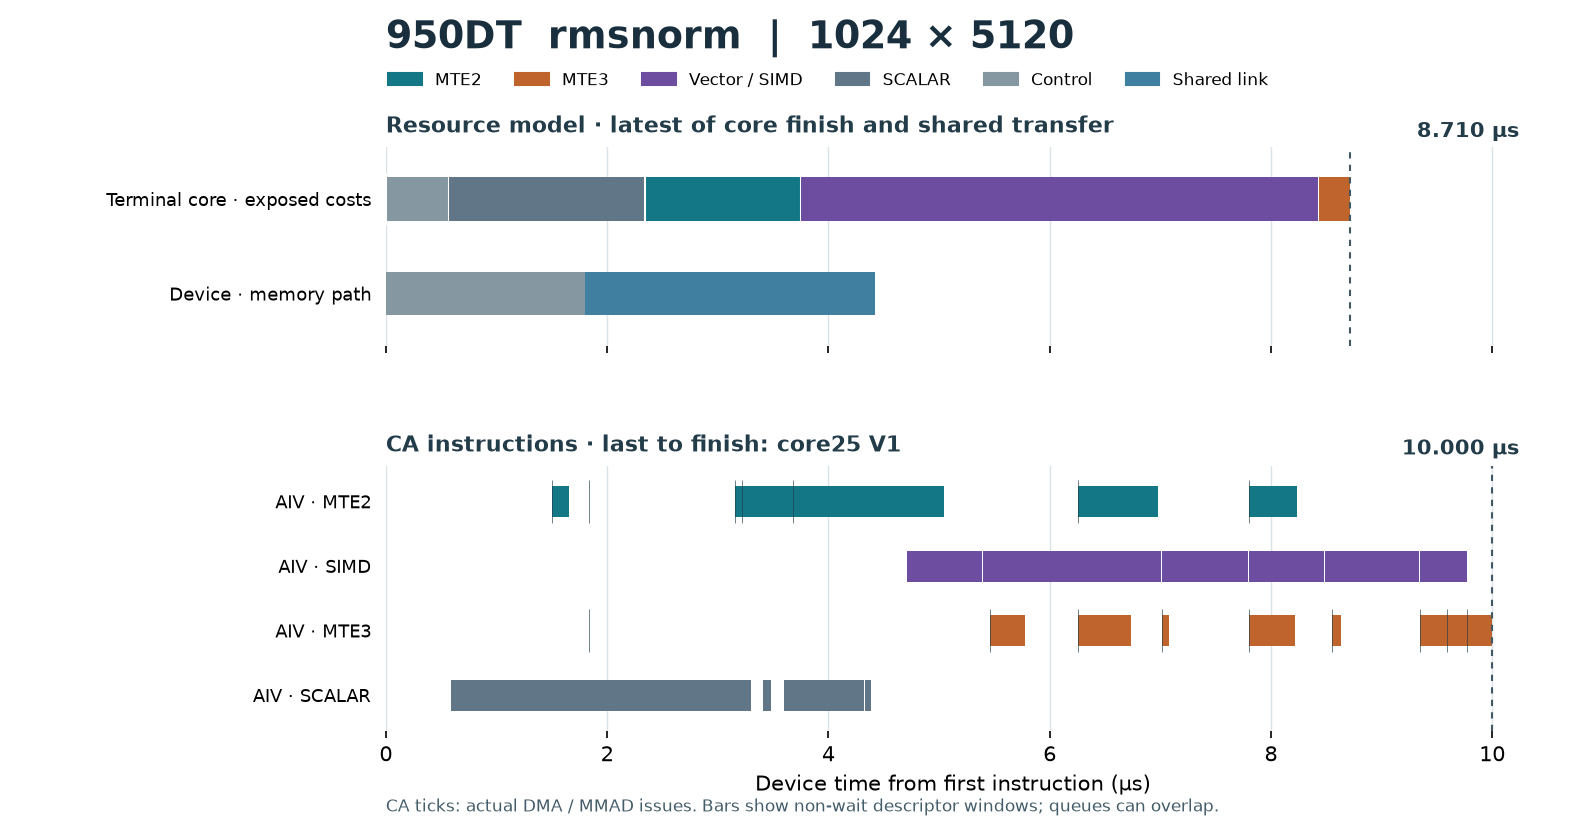 950DT rmsnorm | 1024 × 5120
MTE2 MTE3 Vector / SIMD SCALAR Control Shared link
Resource model · latest of core finish and shared transfer
8.710 µs
Terminal core · exposed costs
Device · memory path
CA instructions · last to finish: core25 V1
10.000 µs
AIV · MTE2
AIV · SIMD
AIV · MTE3
AIV · SCALAR
0 2 4 6 8 10
Device time from first instruction (µs)
CA ticks: actual DMA / MMAD issues. Bars show non-wait descriptor windows; queues can overlap.